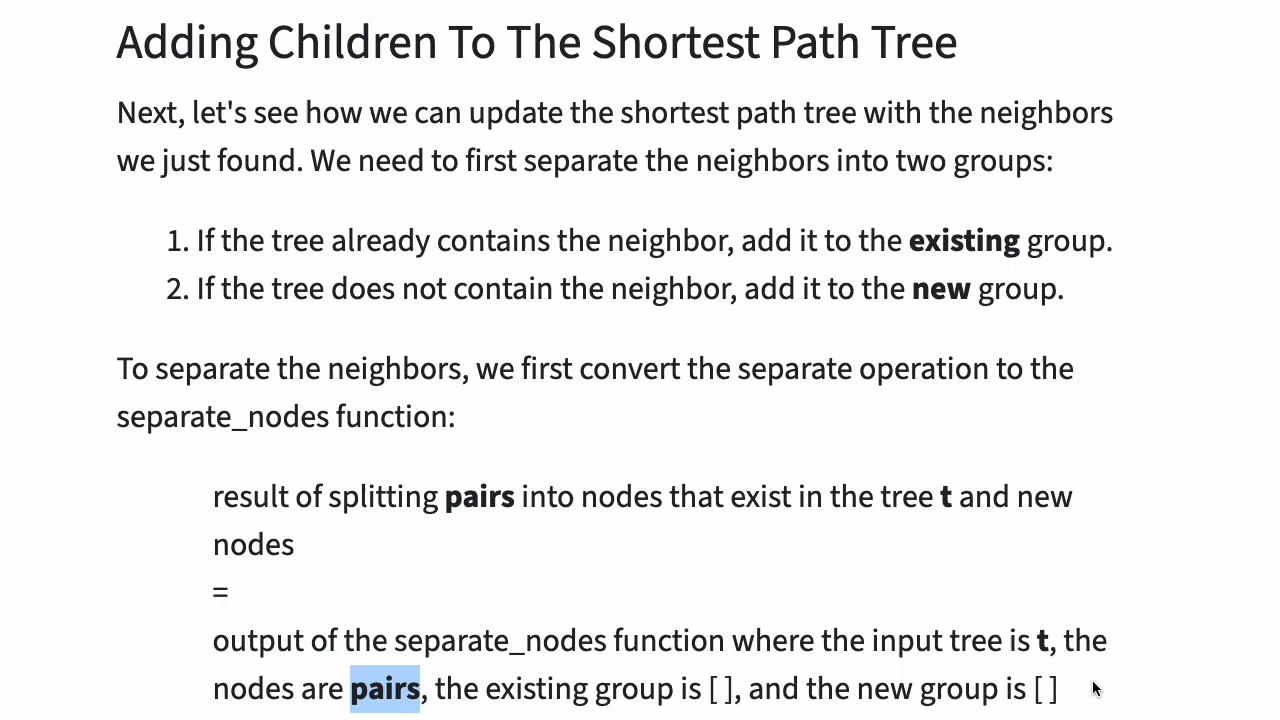 Adding Children To The Shortest Path Tree
Next, let's see how we can update the shortest path tree with the neighbors
we just found. We need to first separate the neighbors into two groups:
1. If the tree already contains the neighbor, add it to the existing group.
2. If the tree does not contain the neighbor, add it to the new group.
To separate the neighbors, we first convert the separate operation to the
separate_nodes function:
result of splitting pairs into nodes that exist in the tree t and new
nodes
=
output of the separate_nodes function where the input tree is t, the
nodes are pairs, the existing group is [ ], and the new group is [ ]